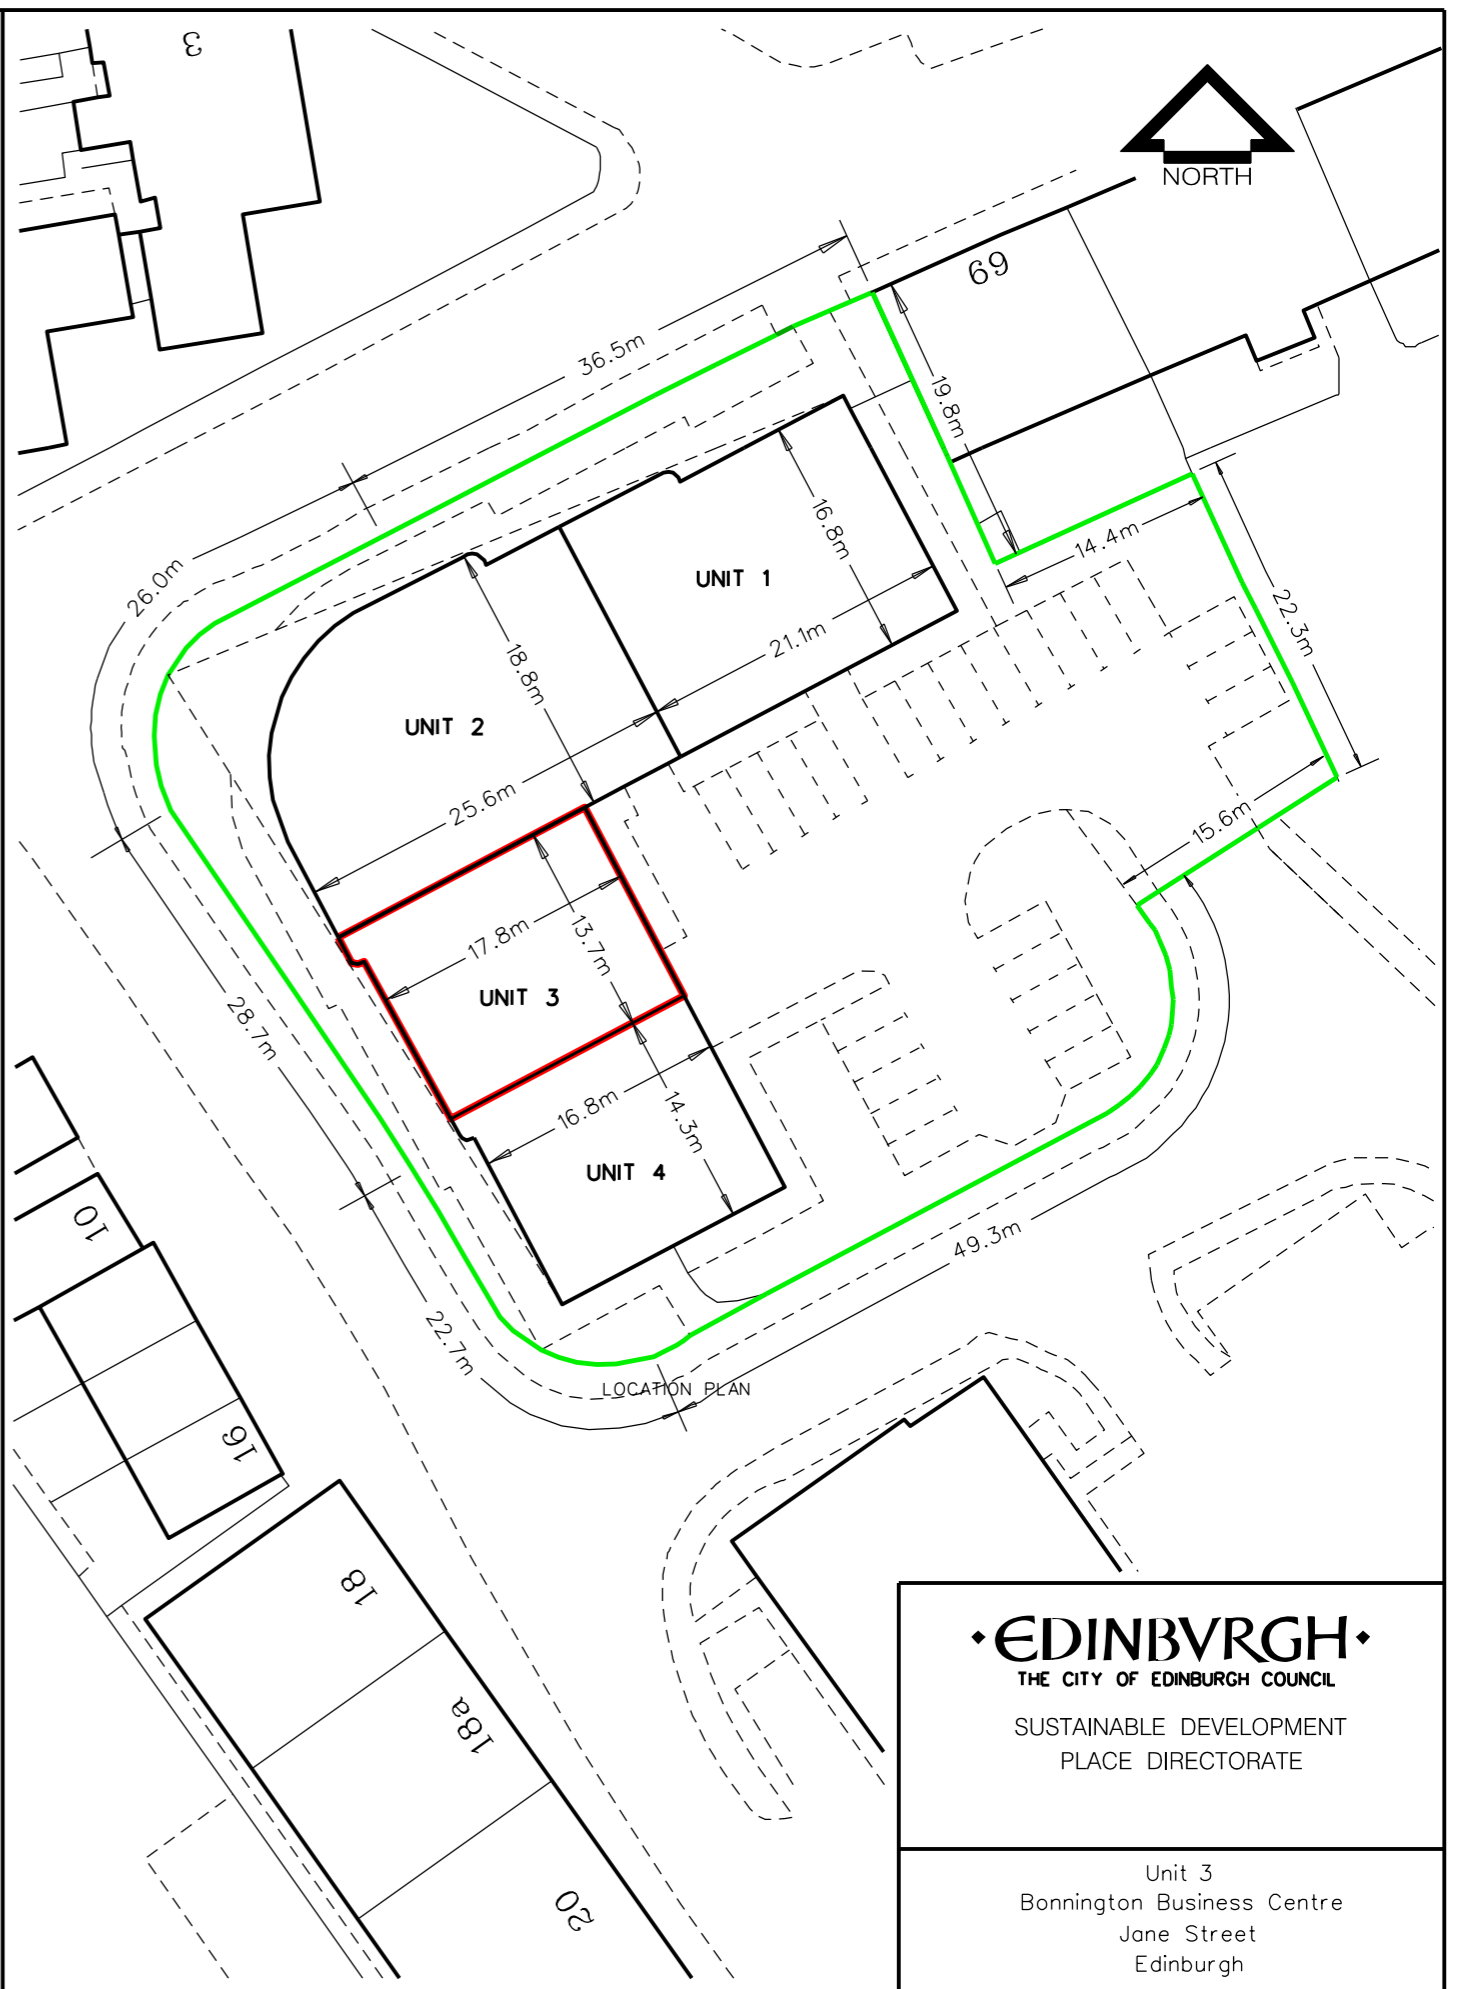 3
NORTH
69
36.5m
19.8m
26.0m
16.8m
14.4m
UNIT 1
22.3m
21.1m
18.8m
UNIT 2
25.6m
15.6m
17.8m
13.7m
UNIT 3
28.7m
16.8m
14.3m
UNIT 4
10
49.3m
22.7m
LOCATION PLAN
16
18
18a
20
EDINBVRGH
THE CITY OF EDINBURGH COUNCIL
SUSTAINABLE DEVELOPMENT
PLACE DIRECTORATE
Unit 3
Bonnington Business Centre
Jane Street
Edinburgh